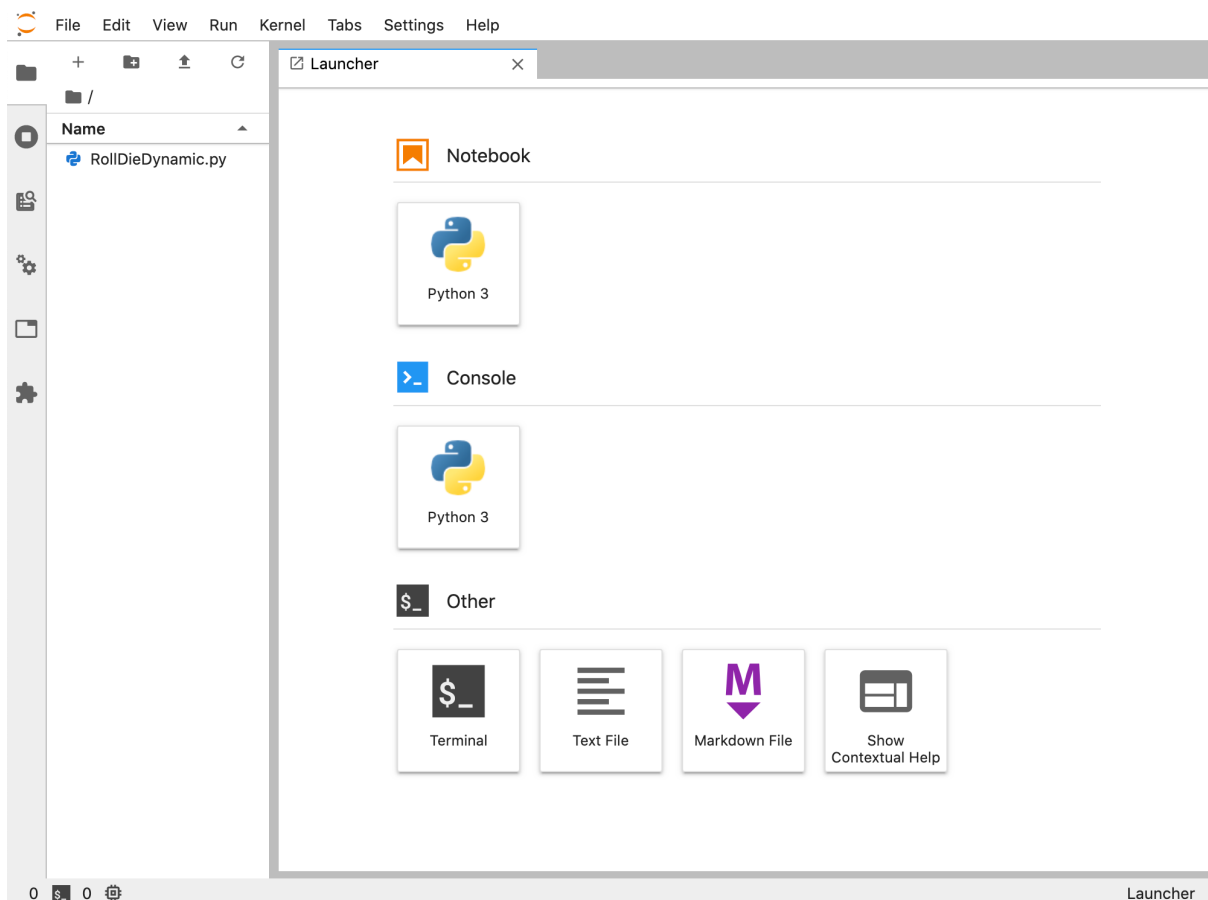 File Edit View Run Kernel Tabs Settings Help
Launcher
/
Name
RollDieDynamic.py
Notebook
Python 3
Console
Python 3
$_ Other
$_
M
Terminal Text File Markdown File Show
Contextual Help
0 $_ 0 Launcher